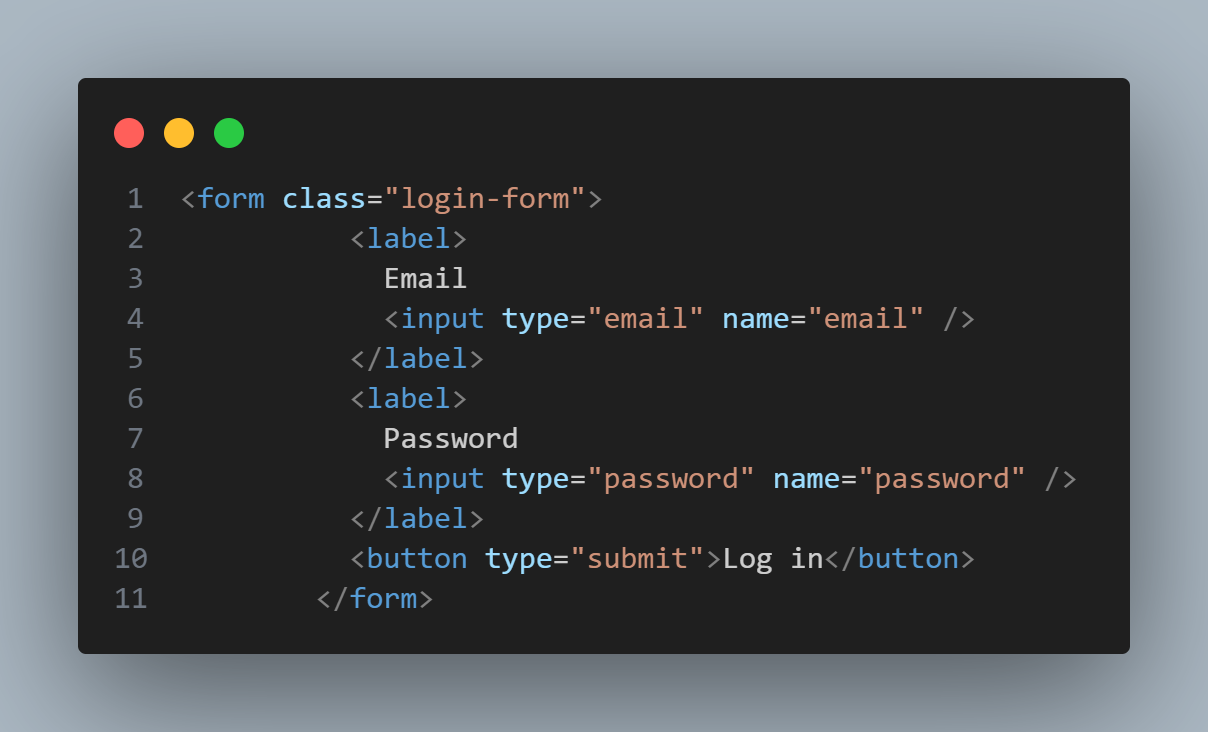 1 <form class="login-form">
2           <label>
3             Email
4             <input type="email" name="email" />
5           </label>
6           <label>
7             Password
8             <input type="password" name="password" />
9           </label>
10           <button type="submit">Log in</button>
11         </form>